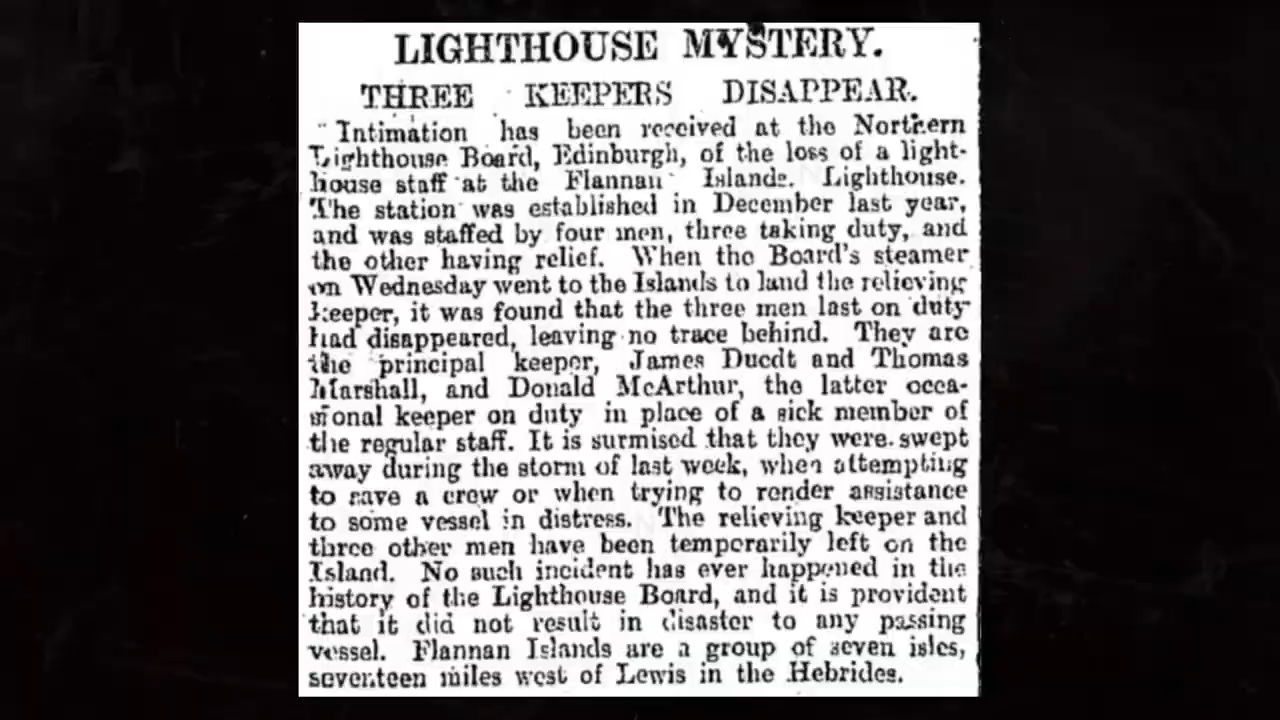 LIGHTHOUSE MYSTERY.
THREE KEEPERS DISAPPEAR.
Intimation has been received at the Northern
Lighthouse Board, Edinburgh, of the loss of a light-
house staff at the Flannan Islands. Lighthouse.
The station was established in December last year,
and was staffed by four men, three taking duty, and
the other having relief. When the Board's steamer
on Wednesday went to the Islands to land the relieving
keeper, it was found that the three men last on duty
had disappeared, leaving no trace behind. They are
the principal keeper, James Ducdt and Thomas
Marshall, and Donald McArthur, the latter occa-
sional keeper on duty in place of a sick member of
the regular staff. It is surmised that they were swept
away during the storm of last week, when attempting
to save a crew or when trying to render assistance
to some vessel in distress. The relieving keeper and
three other men have been temporarily left on the
Island. No such incident has ever happened in the
history of the Lighthouse Board, and it is provident
that it did not result in disaster to any passing
vessel. Flannan Islands are a group of seven isles,
seventeen miles west of Lewis in the Hebrides.